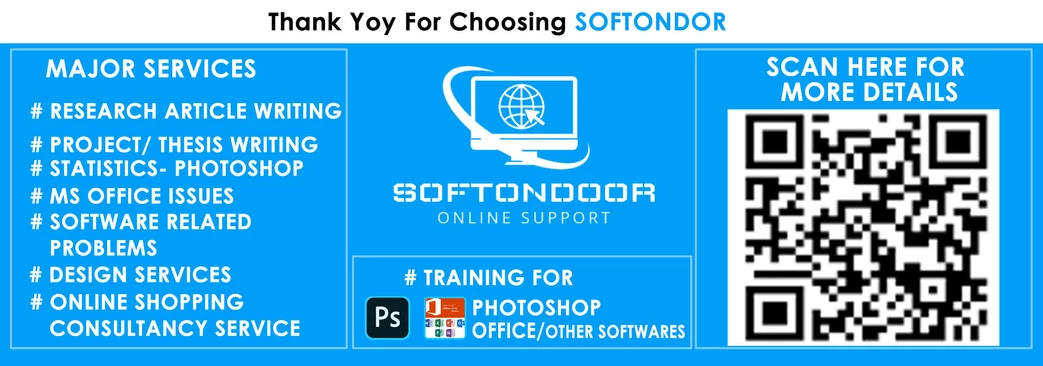 Thank Yoy For Choosing SOFTONDOR
MAJOR SERVICES
# RESEARCH ARTICLE WRITING
# PROJECT/ THESIS WRITING
# STATISTICS- PHOTOSHOP
# MS OFFICE ISSUES
# SOFTWARE RELATED
PROBLEMS
# DESIGN SERVICES
# ONLINE SHOPPING
CONSULTANCY SERVICE
SOFTONDOOR
ONLINE SUPPORT
# TRAINING FOR
Ps
PHOTOSHOP
OFFICE/OTHER SOFTWARES
SCAN HERE FOR
MORE DETAILS